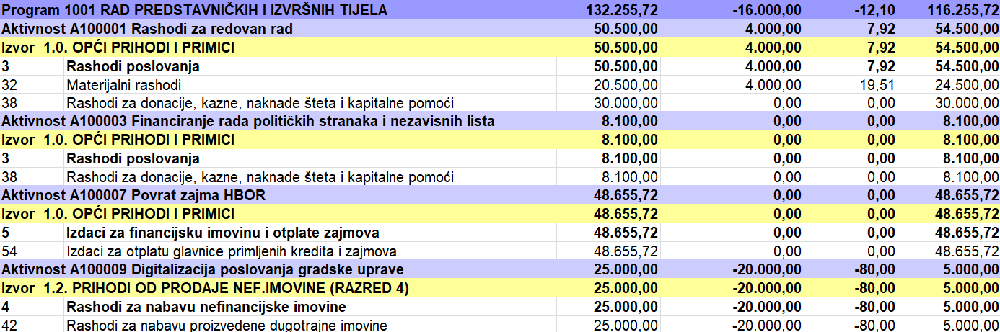 Program 1001 RAD PREDSTAVNIČKIH I IZVRŠNIH TIJELA 132.255,72 -16.000,00 -12,10 116.255,72
Aktivnost A100001 Rashodi za redovan rad 50.500,00 4.000,00 7,92 54.500,00
Izvor 1.0. OPĆI PRIHODI I PRIMICI 50.500,00 4.000,00 7,92 54.500,00
3 Rashodi poslovanja 50.500,00 4.000,00 7,92 54.500,00
32 Materijalni rashodi 20.500,00 4.000,00 19,51 24.500,00
38 Rashodi za donacije, kazne, naknade šteta i kapitalne pomoći 30.000,00 0,00 0,00 30.000,00
Aktivnost A100003 Financiranje rada političkih stranaka i nezavisnih lista 8.100,00 0,00 0,00 8.100,00
Izvor 1.0. OPĆI PRIHODI I PRIMICI 8.100,00 0,00 0,00 8.100,00
3 Rashodi poslovanja 8.100,00 0,00 0,00 8.100,00
38 Rashodi za donacije, kazne, naknade šteta i kapitalne pomoći 8.100,00 0,00 0,00 8.100,00
Aktivnost A100007 Povrat zajma HBOR 48.655,72 0,00 0,00 48.655,72
Izvor 1.0. OPĆI PRIHODI I PRIMICI 48.655,72 0,00 0,00 48.655,72
5 Izdaci za financijsku imovinu i otplate zajmova 48.655,72 0,00 0,00 48.655,72
54 Izdaci za otplatu glavnice primljenih kredita i zajmova 48.655,72 0,00 0,00 48.655,72
Aktivnost A100009 Digitalizacija poslovanja gradske uprave 25.000,00 -20.000,00 -80,00 5.000,00
Izvor 1.2. PRIHODI OD PRODAJE NEF.IMOVINE (RAZRED 4) 25.000,00 -20.000,00 -80,00 5.000,00
4 Rashodi za nabavu nefinancijske imovine 25.000,00 -20.000,00 -80,00 5.000,00
42 Rashodi za nabavu proizvedene dugotrajne imovine 25.000,00 -20.000,00 -80,00 5.000,00